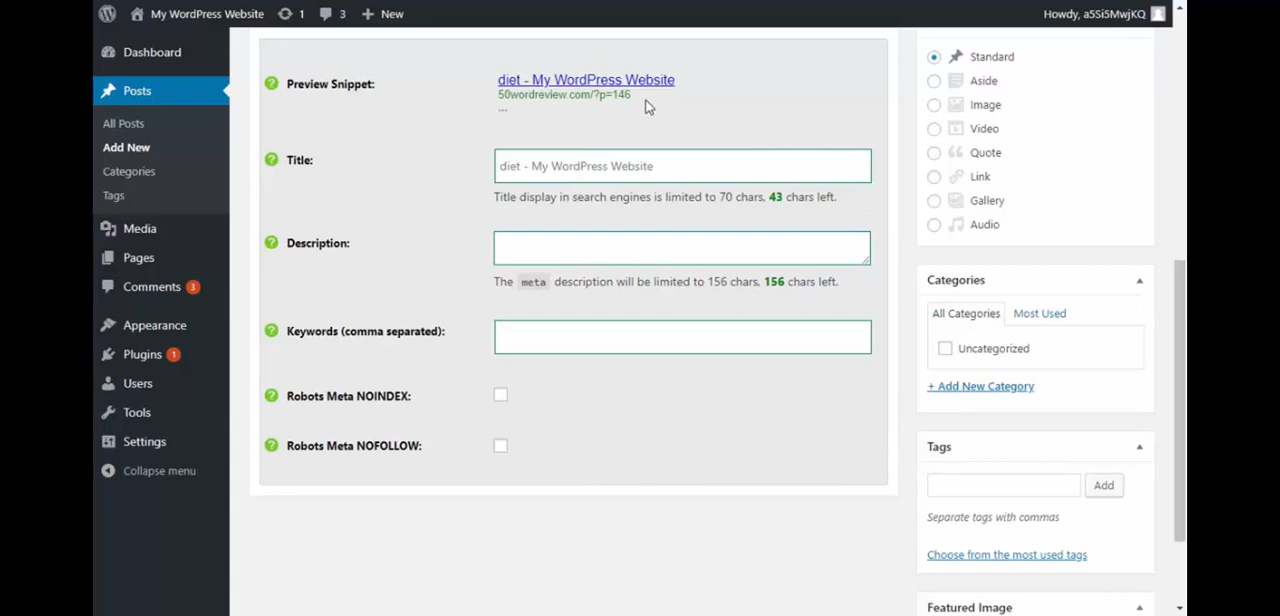 My WordPress Website
1
3
New
Howdy, a5Si5MwjKQ
Dashboard
Posts
All Posts
Add New
Categories
Tags
Media
Pages
Comments 3
Appearance
Plugins 1
Users
Tools
Settings
Collapse menu
Preview Snippet:
diet - My WordPress Website
50wordreview.com/?p=146
...
Title:
diet - My WordPress Website
Title display in search engines is limited to 70 chars, 43 chars left.
Description:
The meta description will be limited to 156 chars, 156 chars left.
Keywords (comma separated):
Robots Meta NOINDEX:
Robots Meta NOFOLLOW:
Standard
Aside
Image
Video
Quote
Link
Gallery
Audio
Categories
All Categories
Most Used
Uncategorized
+ Add New Category
Tags
Add
Separate tags with commas
Choose from the most used tags
Featured Image